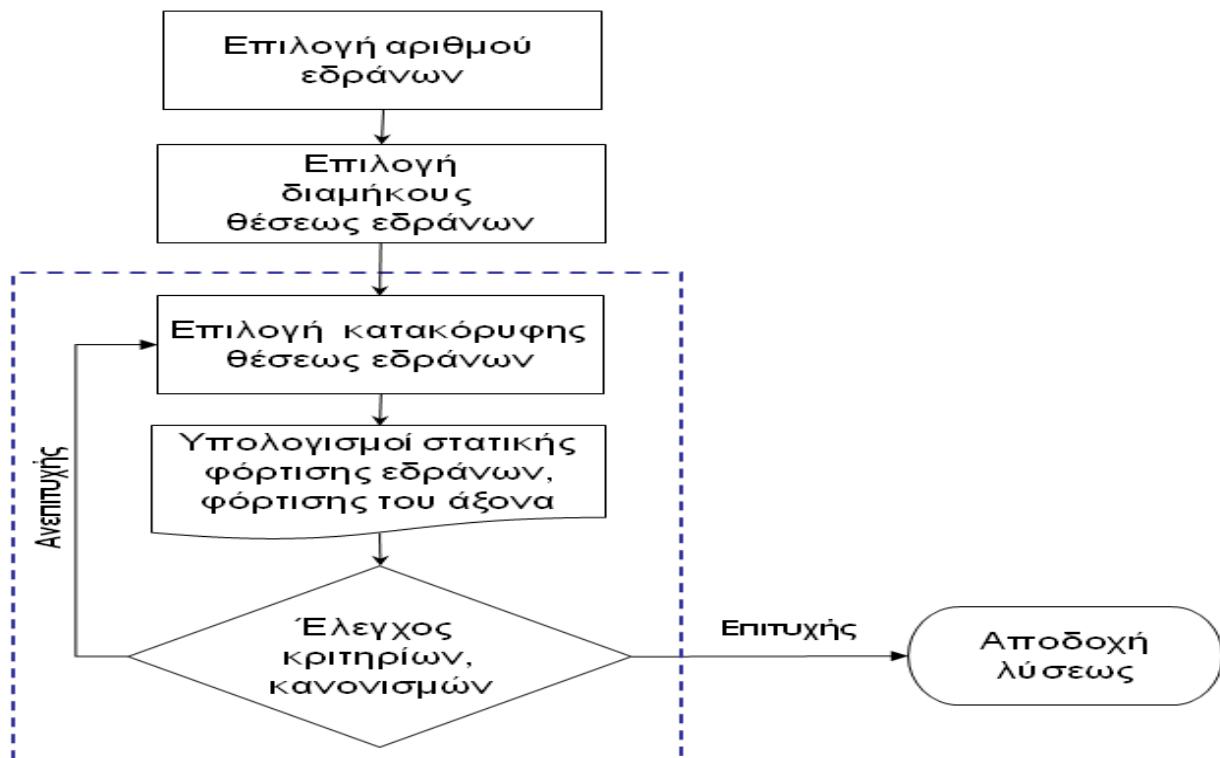 Επιλογή αριθμού
εδράνων
Επιλογή
διαμήκους
θέσεως εδράνων
Επιλογή κατακόρυφης
θέσεως εδράνων
Υπολογισμοί στατικής
φόρτισης εδράνων,
φόρτισης του άξονα
Ανεπιτυχής
Έλεγχος
κριτηρίων,
κανονισμών
Επιτυχής
Αποδοχή
λύσεως